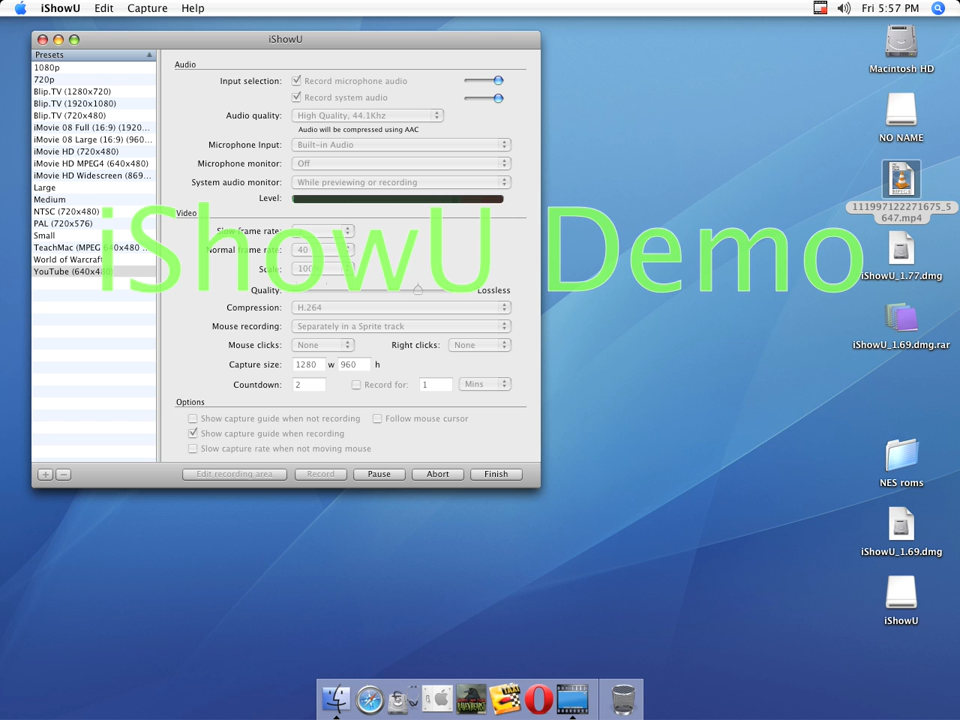 iShowU Edit Capture Help Fri 5:57 PM
iShowU
Presets
1080p
720p
Blip.TV (1280x720)
Blip.TV (1920x1080)
Blip.TV (720x480)
iMovie 08 Full (16:9) (1920...
iMovie 08 Large (16:9) (960...
iMovie HD (720x480)
iMovie HD MPEG4 (640x480)
iMovie HD Widescreen (869...
Large
Medium
NTSC (720x480)
PAL (720x576)
Small
TeachMac (MPEG 640x480)
World of Warcraft
YouTube (640x480)
Audio
Input selection: Record microphone audio
Record system audio
Audio quality: High Quality, 44.1Khz
Audio will be compressed using AAC
Microphone Input: Built-in Audio
Microphone monitor: Off
System audio monitor: While previewing or recording
Level:
Video
Slow frame rate:
Normal frame rate: 40
Scale: 100
Quality: Lossless
Compression: H.264
Mouse recording: Separately in a Sprite track
Mouse clicks: None Right clicks: None
Capture size: 1280 w 960 h
Countdown: 2 Record for: 1 Mins
Options
Show capture guide when not recording Follow mouse cursor
Show capture guide when recording
Slow capture rate when not moving mouse
Edit recording area Record Pause Abort Finish
iShowU Demo
Macintosh HD
NO NAME
111997122271675_5
647.mp4
iShowU_1.77.dmg
iShowU_1.69.dmg.rar
NES roms
iShowU_1.69.dmg
iShowU